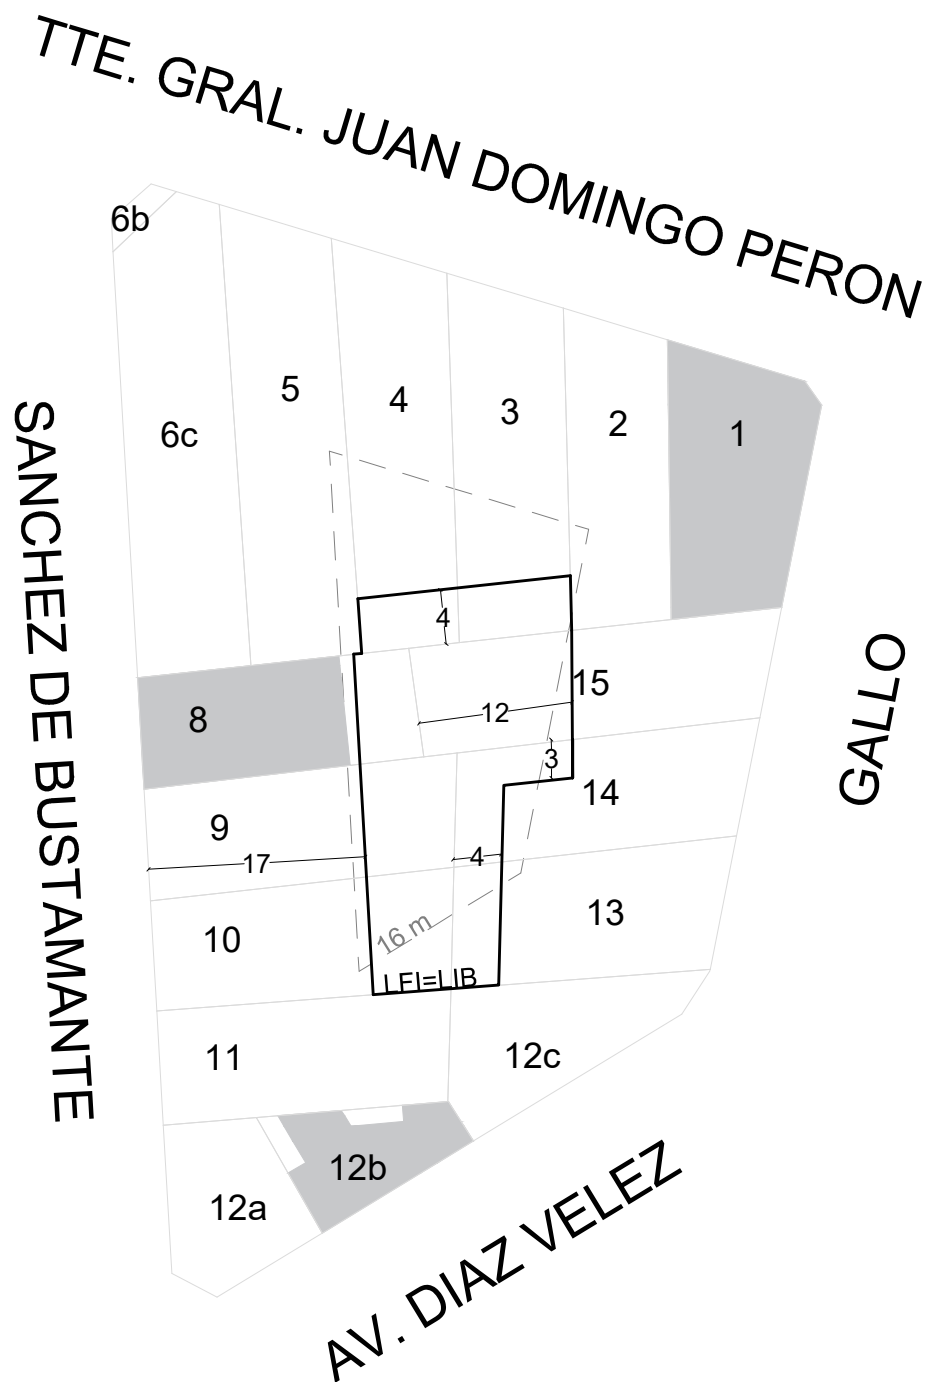 TTE. GRAL. JUAN DOMINGO PERON
6b
5
4
3
2
1
6c
SANCHEZ DE BUSTAMANTE
4
GALLO
15
8
12
3
14
9
4
17
13
10
16 m
LFI=LIB
11
12c
12b
12a
AV. DIAZ VELEZ